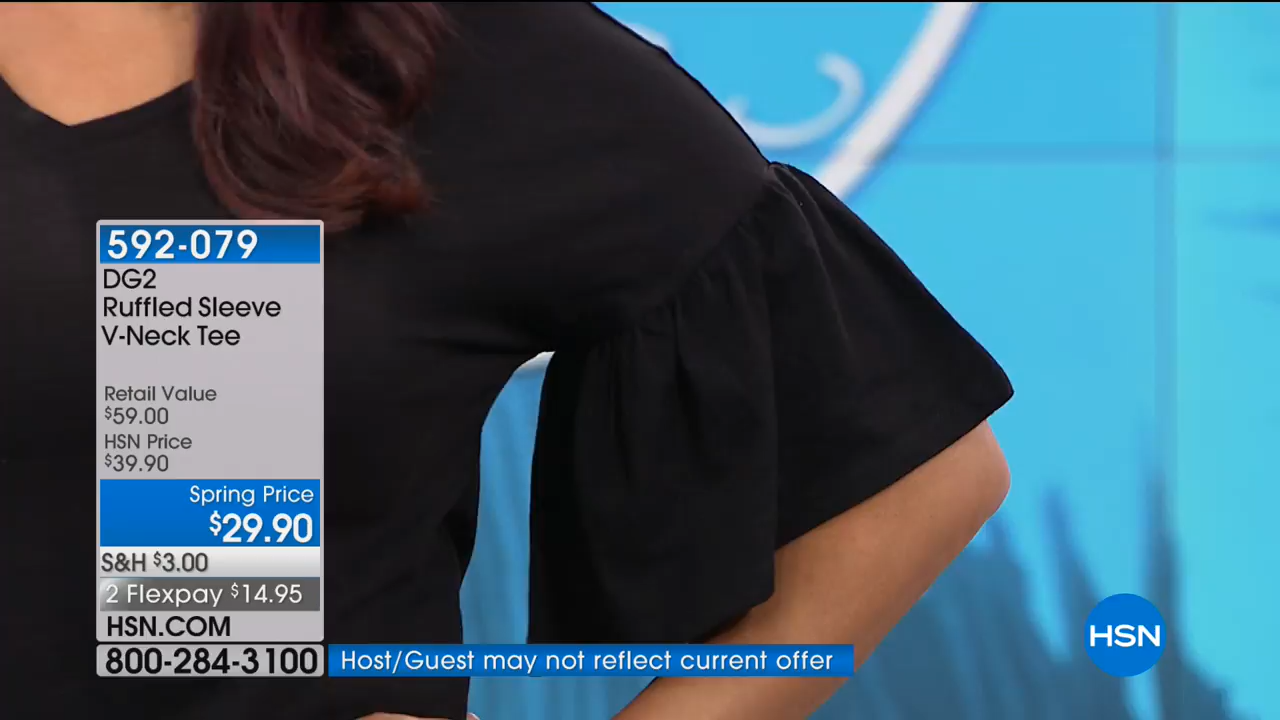 592-079
DG2
Ruffled Sleeve
V-Neck Tee
Retail Value
$59.00
HSN Price
$39.90
Spring Price
$29.90
S&H $3.00
2 Flexpay $14.95
HSN.COM
800-284-3100
Host/Guest may not reflect current offer
HSN